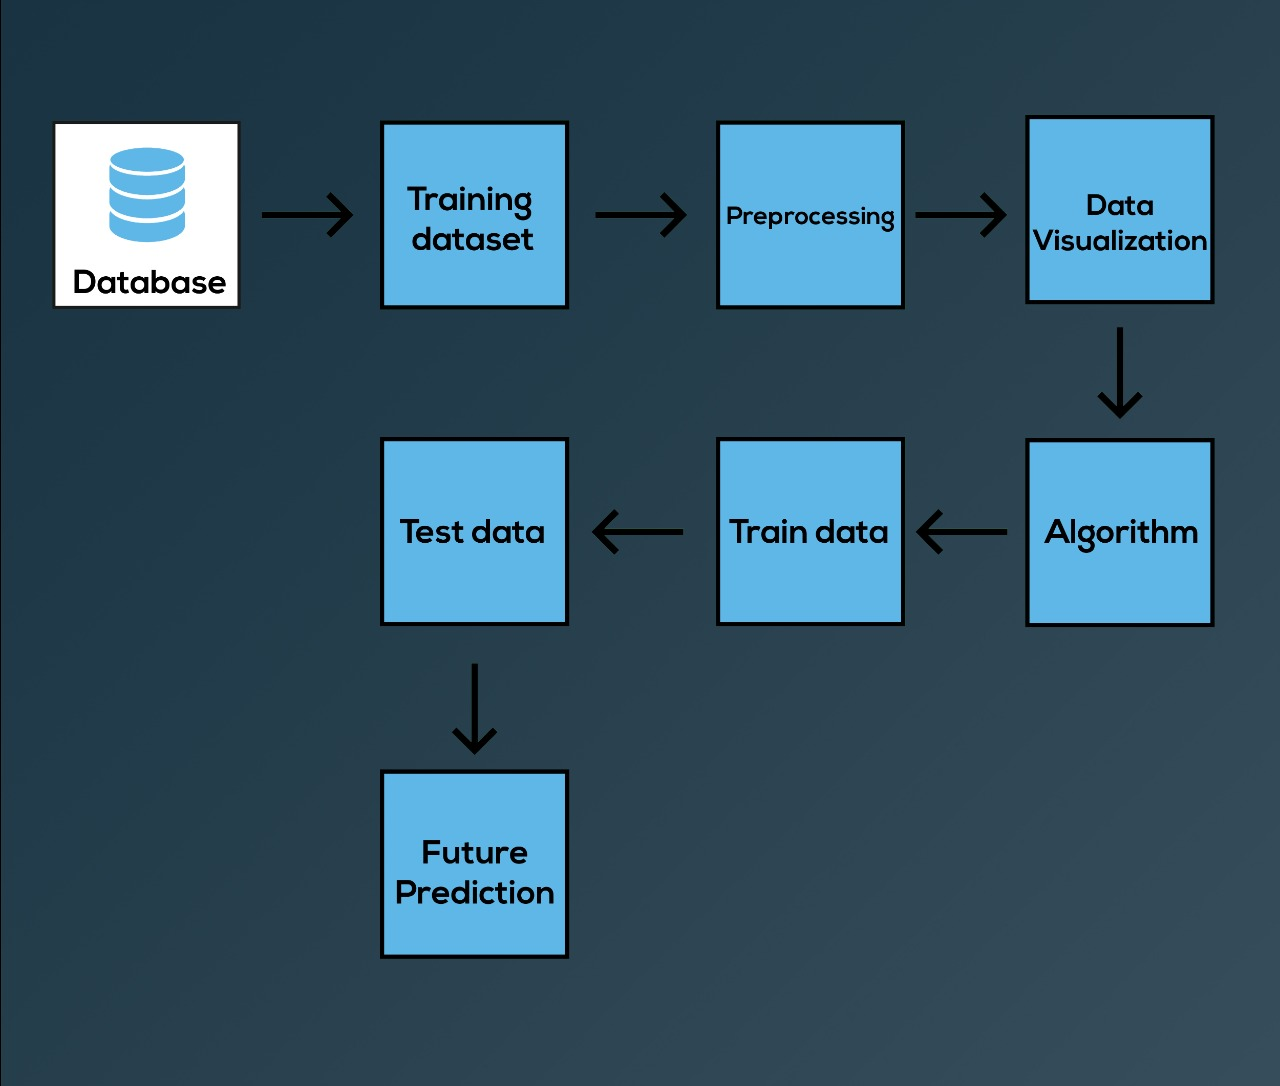 Database
Training
dataset
Preprocessing
Data
Visualization
Algorithm
Train data
Test data
Future
Prediction